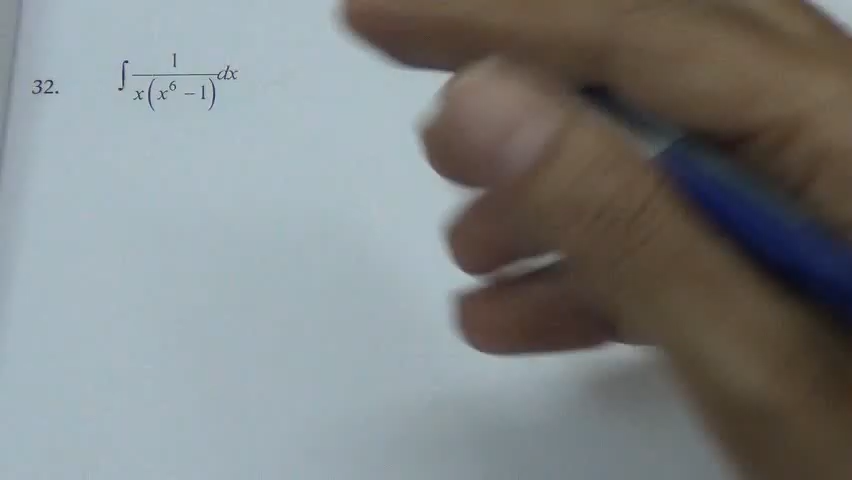 32. ∫ 1/(x(x⁶ – 1)) dx